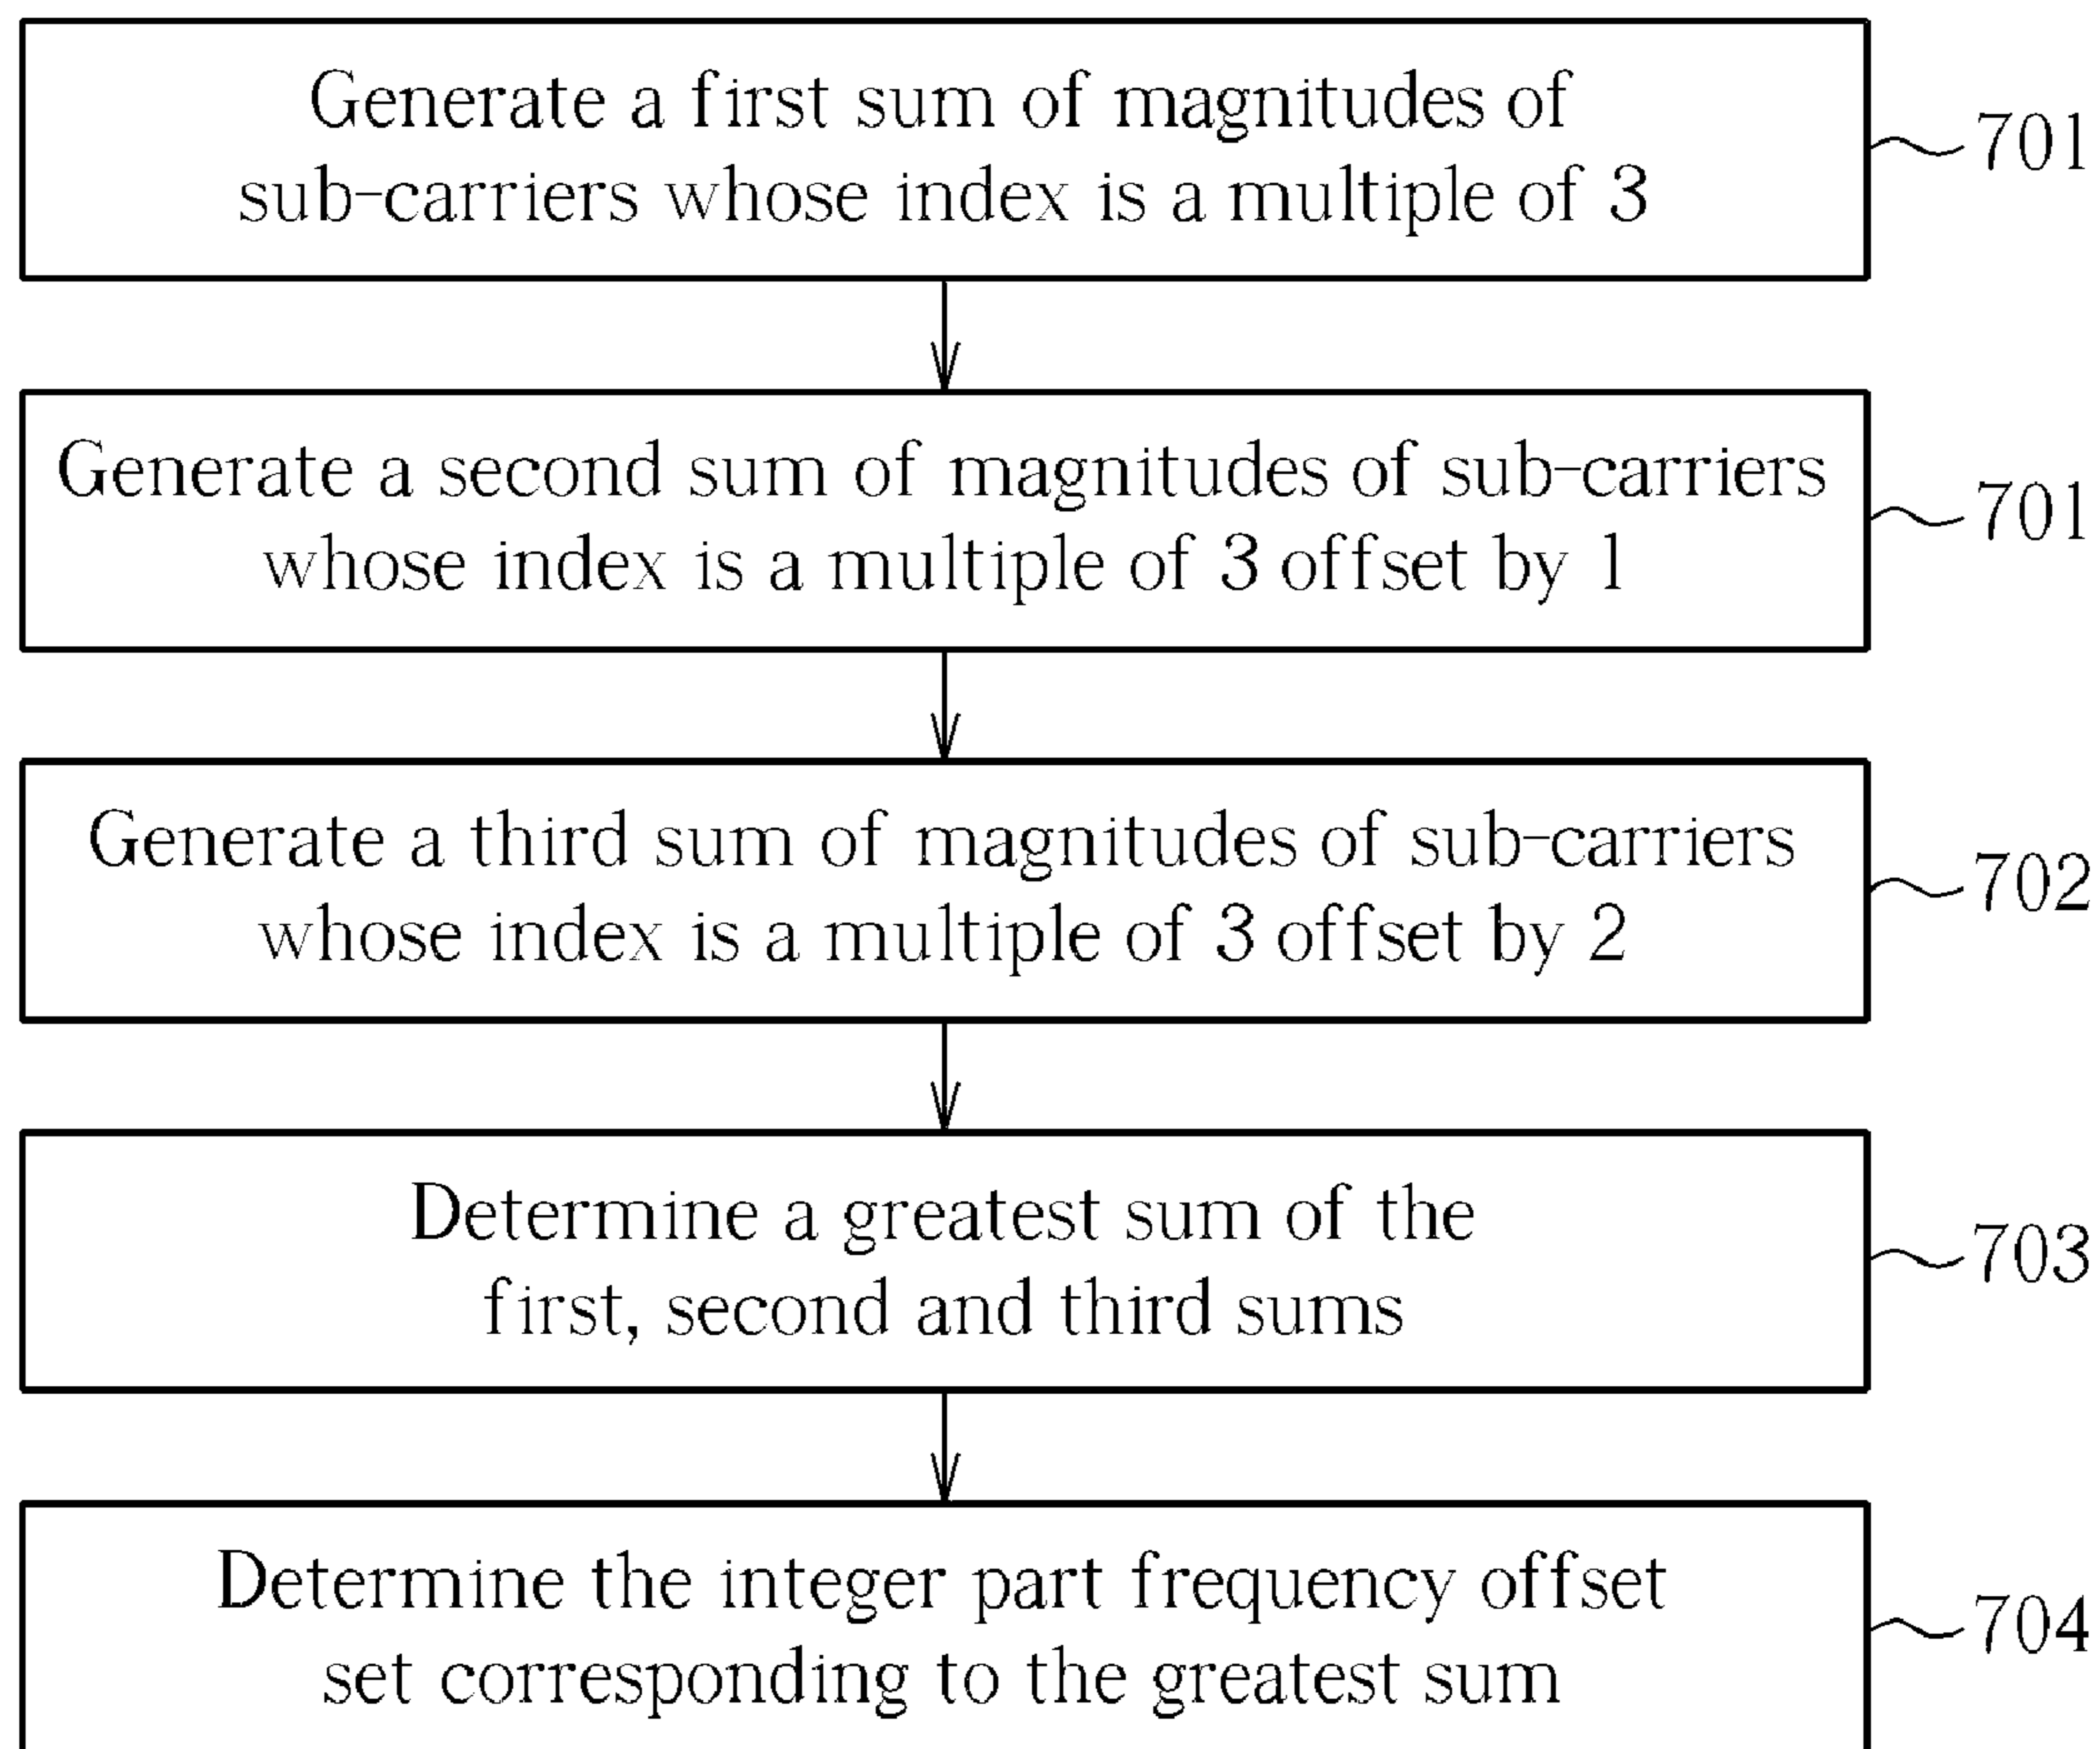 Generate a first sum of magnitudes of
sub-carriers whose index is a multiple of 3
701
Generate a second sum of magnitudes of sub-carriers
whose index is a multiple of 3 offset by 1
701
Generate a third sum of magnitudes of sub-carriers
whose index is a multiple of 3 offset by 2
702
Determine a greatest sum of the
first, second and third sums
703
Determine the integer part frequency offset
set corresponding to the greatest sum
704